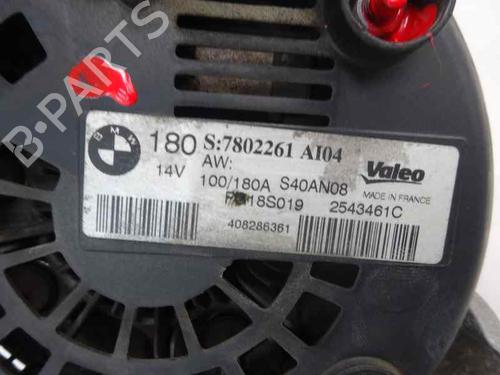 B-PARTS
BMW
180 S:7802261 AI04
14V AW:
Valeo
100/180A S40AN08
MADE IN FRANCE
18S019 2543461C
408286361